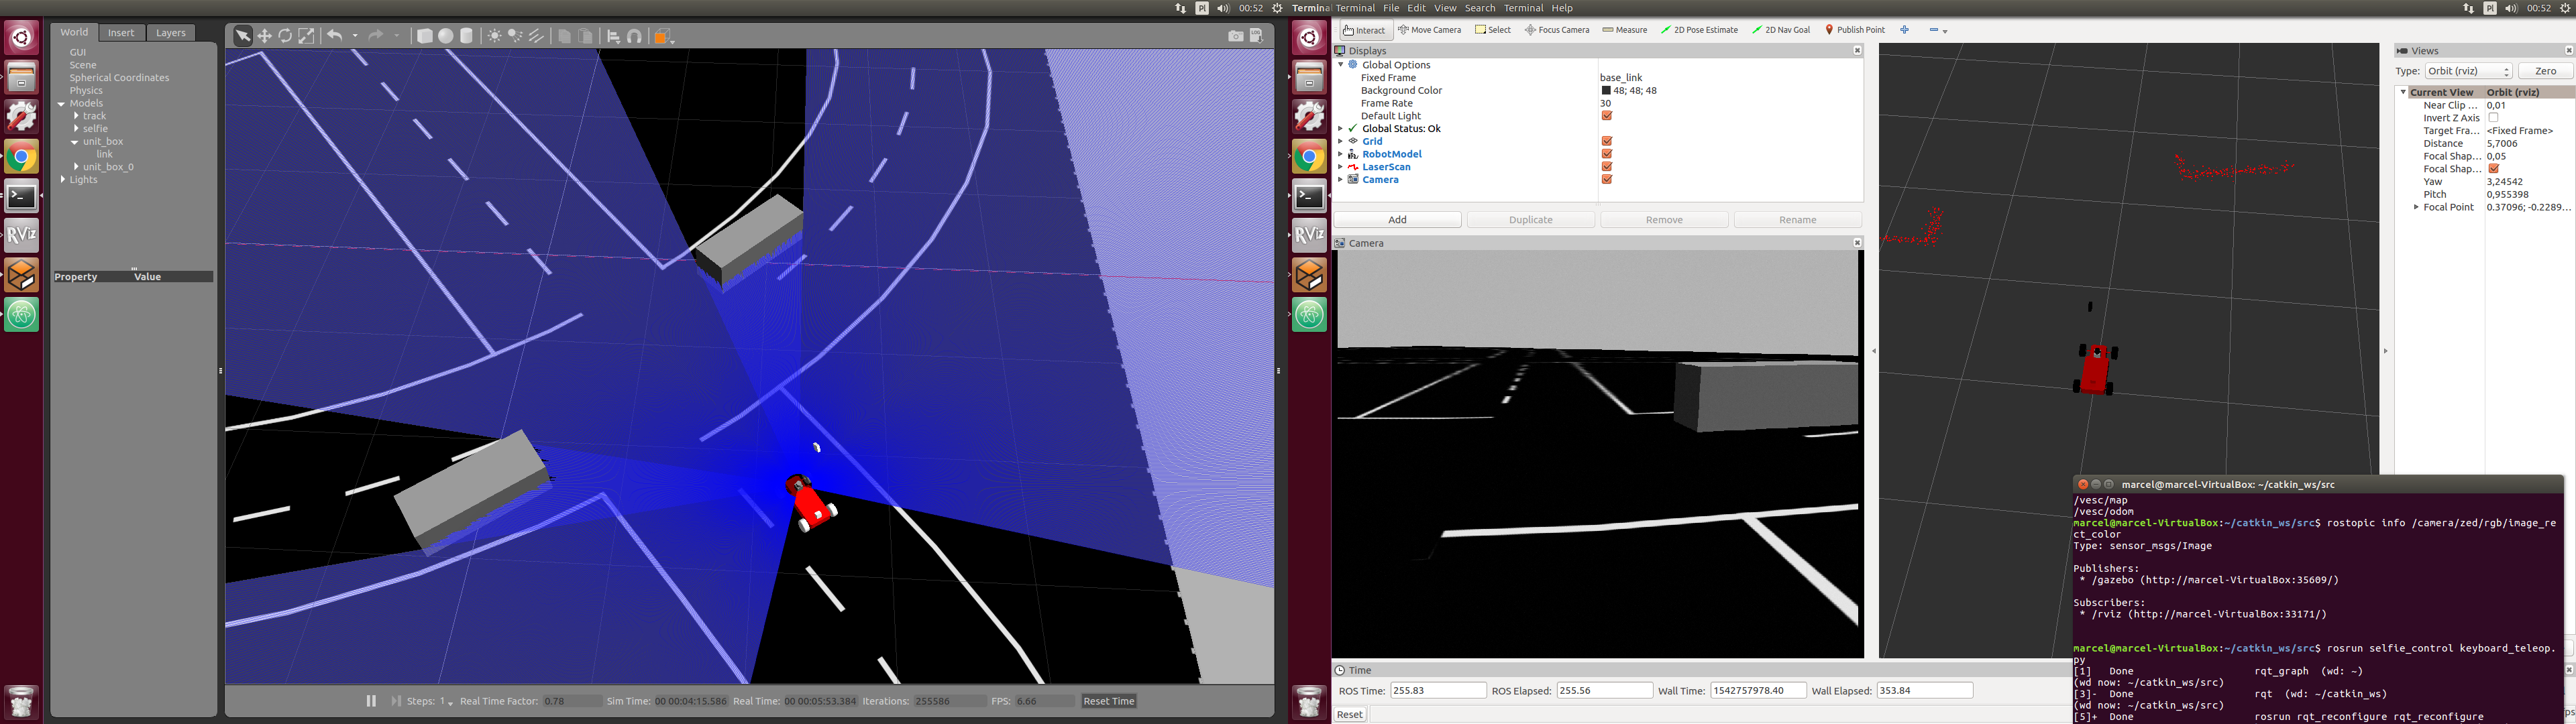 Pl
00:52
Terminal Terminal File Edit View Search Terminal Help
Pl
00:52
World Insert Layers
GUI
Scene
Spherical Coordinates
Physics
Models
track
selfie
unit_box
link
unit_box_0
Lights
Property Value
RViz
Steps: 1 Real Time Factor: 0.78 Sim Time: 00 00:04:15.586 Real Time: 00 00:05:53.384 Iterations: 255586 FPS: 6.66 Reset Time
RViz
Interact Move Camera Select Focus Camera Measure 2D Pose Estimate 2D Nav Goal Publish Point
Displays
Global Options
Fixed Frame base_link
Background Color 48; 48; 48
Frame Rate 30
Default Light
Global Status: Ok
Grid
RobotModel
LaserScan
Camera
Add Duplicate Remove Rename
Camera
Time
ROS Time: 255.83 ROS Elapsed: 255.56 Wall Time: 1542757978.40 Wall Elapsed: 353.84
Reset
Views
Type: Orbit (rviz) Zero
Current View Orbit (rviz)
Near Clip ... 0,01
Invert Z Axis
Target Fra... <Fixed Frame>
Distance 5,7006
Focal Shap... 0,05
Focal Shap...
Yaw 3,24542
Pitch 0,955398
Focal Point 0.37096; -0.2289...
marcel@marcel-VirtualBox: ~/catkin_ws/src
/vesc/map
/vesc/odom
marcel@marcel-VirtualBox:~/catkin_ws/src$ rostopic info /camera/zed/rgb/image_re
ct_color
Type: sensor_msgs/Image
Publishers:
* /gazebo (http://marcel-VirtualBox:35609/)
Subscribers:
* /rviz (http://marcel-VirtualBox:33171/)
marcel@marcel-VirtualBox:~/catkin_ws/src$ rosrun selfie_control keyboard_teleop.
py
[1] Done rqt_graph (wd: ~)
(wd now: ~/catkin_ws/src)
[3]- Done rqt (wd: ~/catkin_ws)
(wd now: ~/catkin_ws/src)
[5]+ Done rosrun rqt_reconfigure rqt_reconfigure